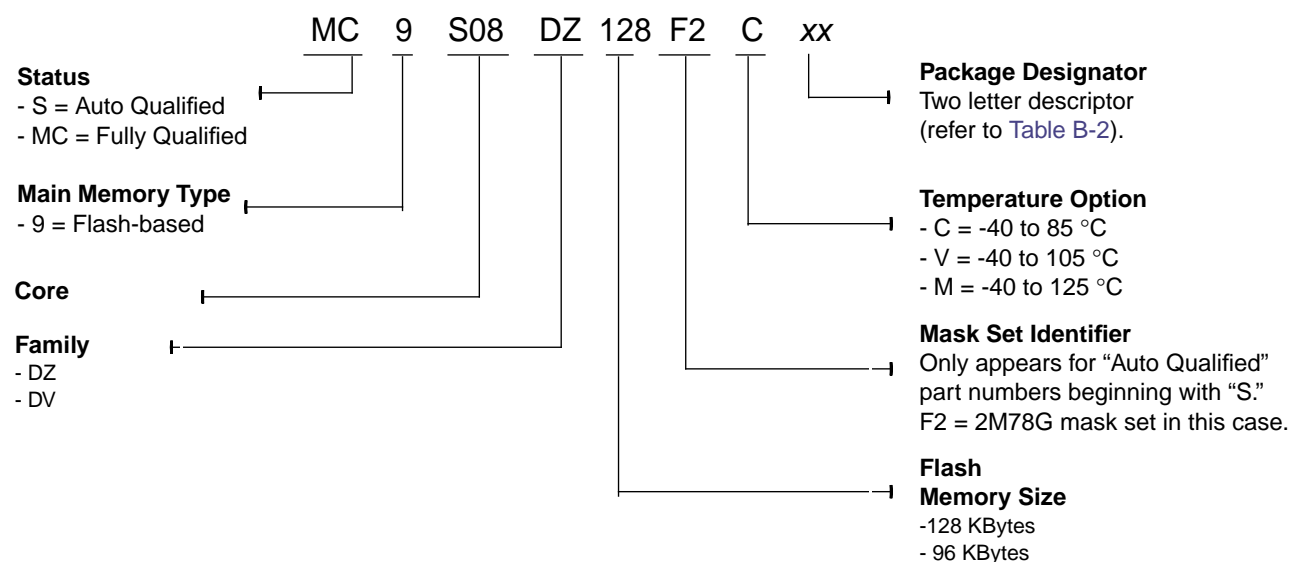 MC 9 S08 DZ 128 F2 C xx
Status
- S = Auto Qualified
- MC = Fully Qualified
Main Memory Type
- 9 = Flash-based
Core
Family
- DZ
- DV
Package Designator
Two letter descriptor
(refer to Table B-2).
Temperature Option
- C = -40 to 85 °C
- V = -40 to 105 °C
- M = -40 to 125 °C
Mask Set Identifier
Only appears for “Auto Qualified”
part numbers beginning with “S.”
F2 = 2M78G mask set in this case.
Flash
Memory Size
-128 KBytes
- 96 KBytes